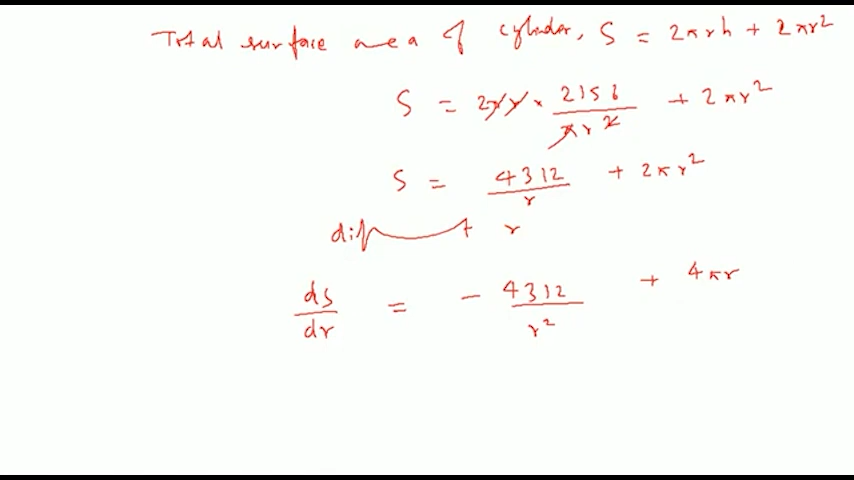 Total surface area of cylinder, S = 2πrh + 2πr²
S = 2πr × 2156/πr² + 2πr²
S = 4312/r + 2πr²
diff r
ds/dr = - 4312/r² + 4πr